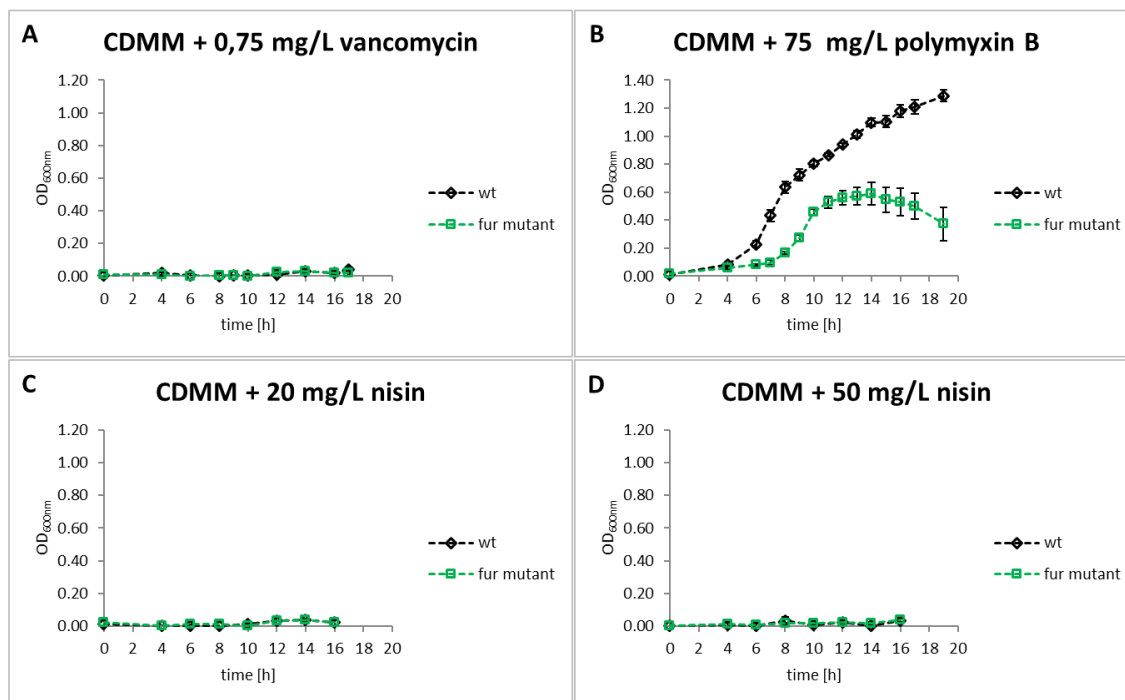 A
CDMM + 0,75 mg/L vancomycin
1.20
1.00
0.80
0.60
0.40
0.20
0.00
OD600nm
0 2 4 6 8 10 12 14 16 18 20
time [h]
wt
fur mutant
B
CDMM + 75 mg/L polymyxin B
1.40
1.20
1.00
0.80
0.60
0.40
0.20
0.00
OD600nm
0 2 4 6 8 10 12 14 16 18 20
time [h]
wt
fur mutant
C
CDMM + 20 mg/L nisin
1.20
1.00
0.80
0.60
0.40
0.20
0.00
OD600nm
0 2 4 6 8 10 12 14 16 18 20
time [h]
wt
fur mutant
D
CDMM + 50 mg/L nisin
1.20
1.00
0.80
0.60
0.40
0.20
0.00
OD600nm
0 2 4 6 8 10 12 14 16 18 20
time [h]
wt
fur mutant